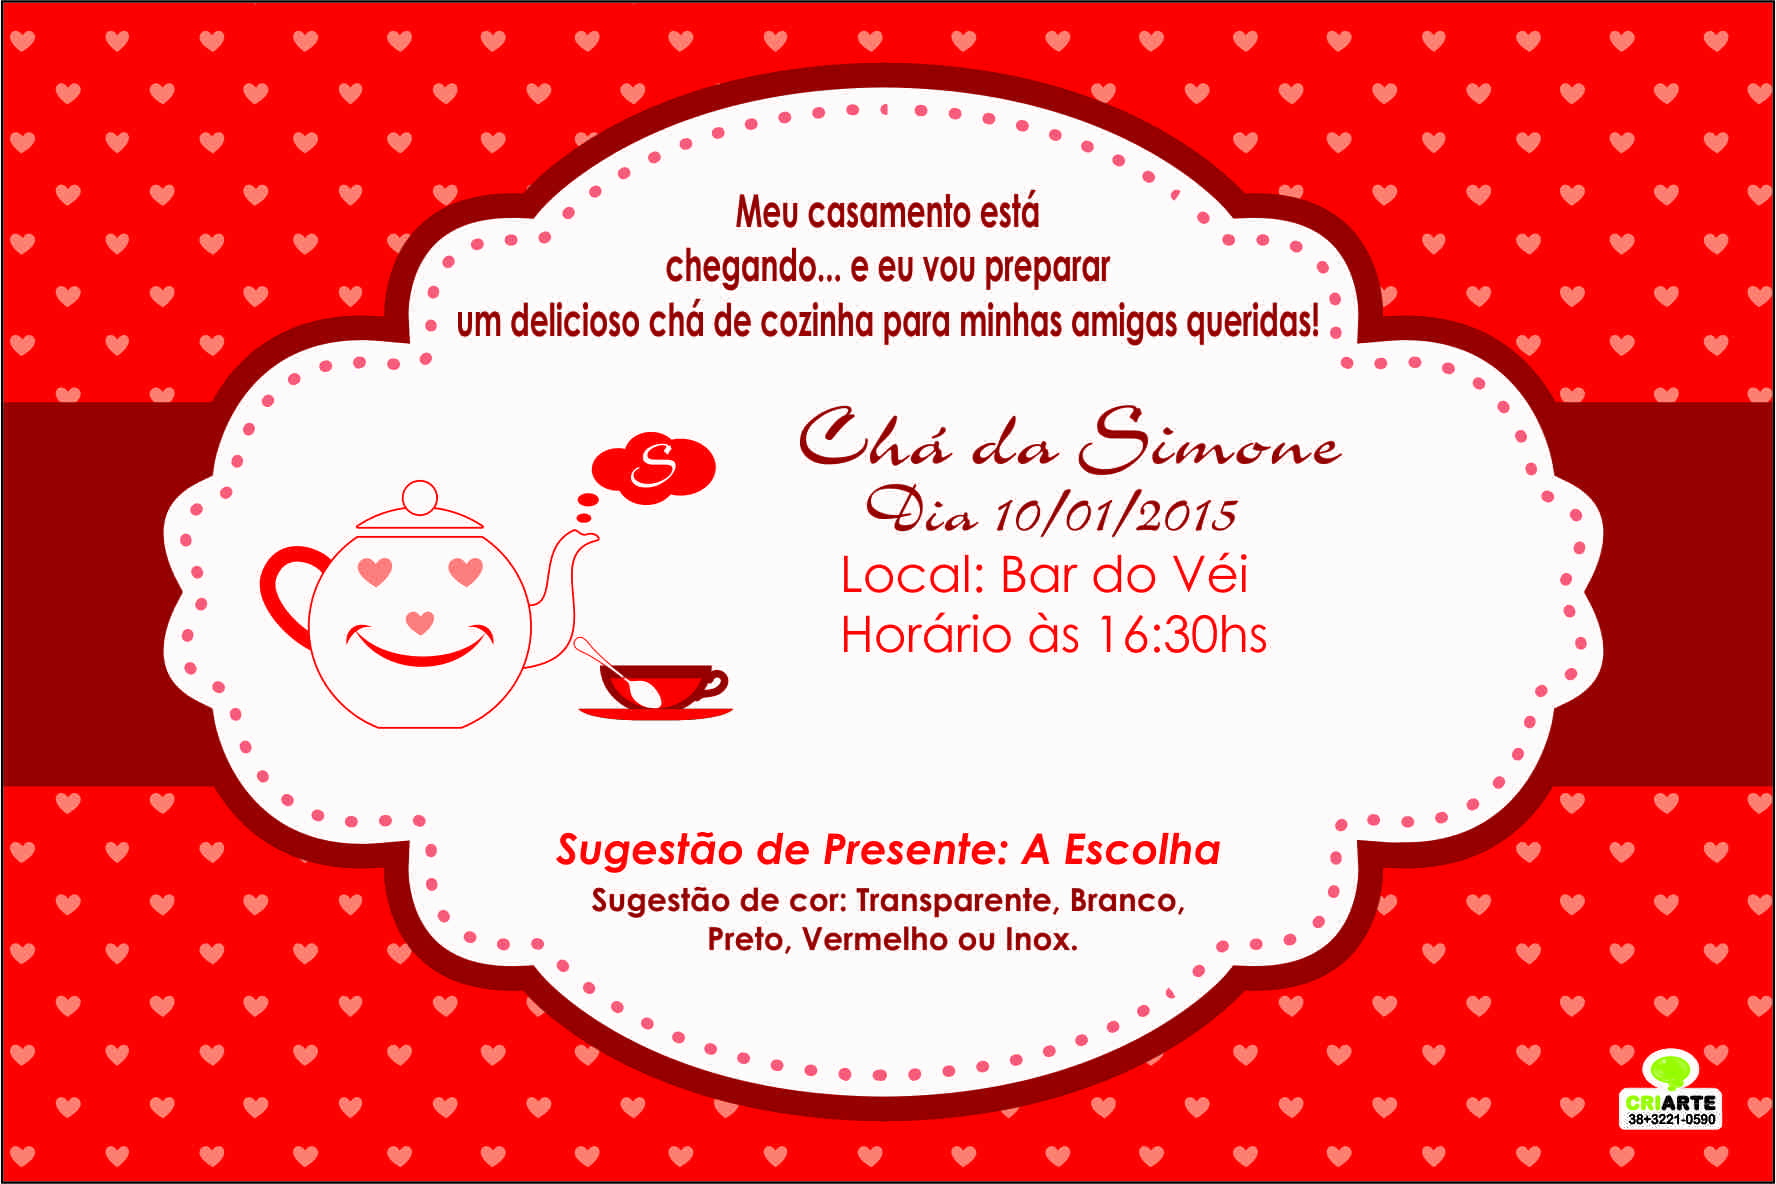 Meu casamento está
chegando... e eu vou preparar
um delicioso chá de cozinha para minhas amigas queridas!
Chá da Simone
Dia 10/01/2015
Local: Bar do Véi
Horário às 16:30hs
S
Sugestão de Presente: A Escolha
Sugestão de cor: Transparente, Branco,
Preto, Vermelho ou Inox.
CRIARTE
38+3221-0590